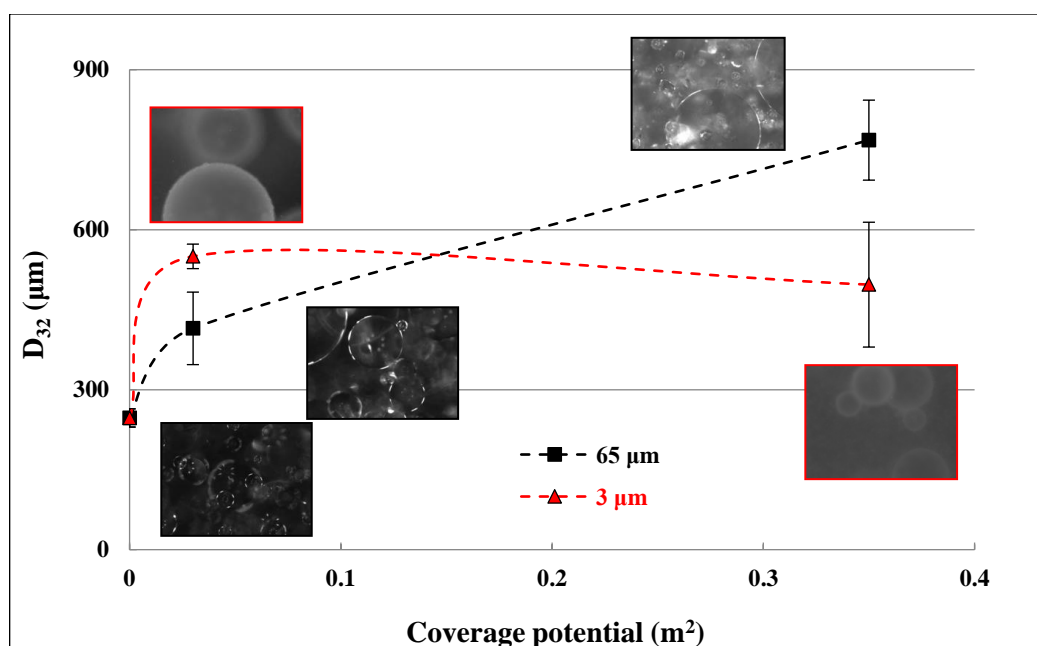 900
600
300
0
D32 (μm)
65 μm
3 μm
0
0.1
0.2
0.3
0.4
Coverage potential (m²)